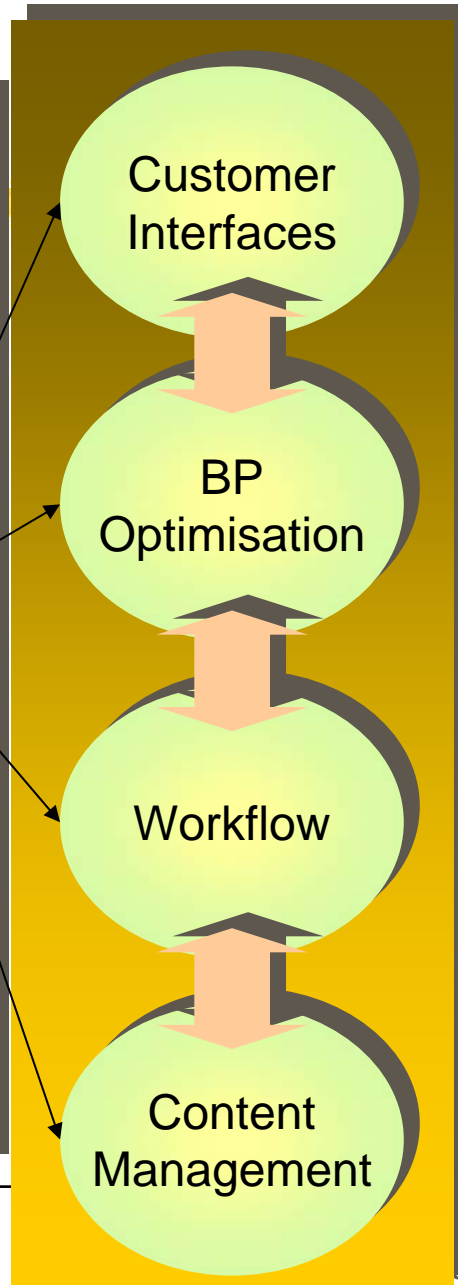 Customer
Interfaces
BP
Optimisation
Workflow
Content
Management